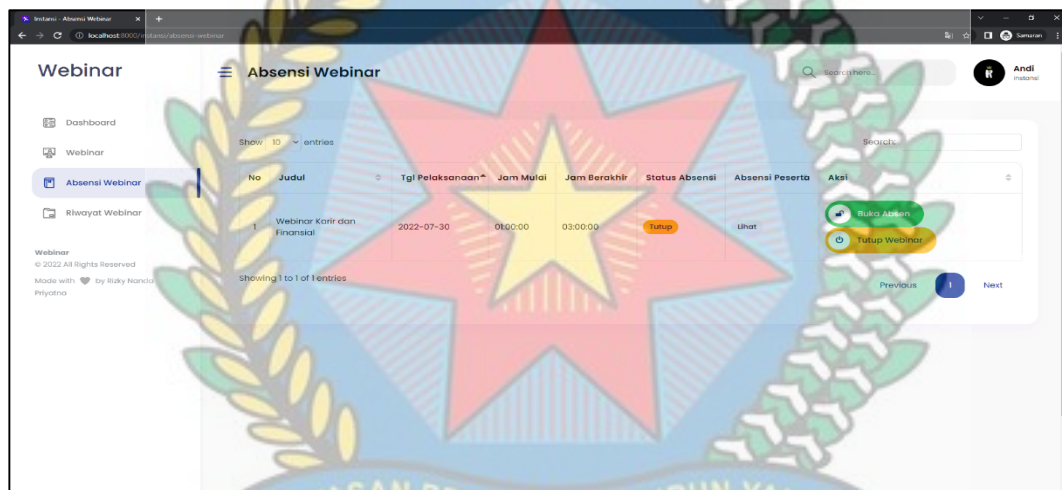 Instansi - Absensi Webinar
localhost:8000/instansi/absensi-webinar
Samaran
Webinar
Absensi Webinar
Search here...
Andi
Instansi
Dashboard
Webinar
Absensi Webinar
Riwayat Webinar
Webinar
© 2022 All Rights Reserved
Made with by Rizky Nanda
Priyatna
Show 10 entries
Search:
No Judul Tgl Pelaksanaan Jam Mulai Jam Berakhir Status Absensi Absensi Peserta Aksi
1 Webinar Karir dan Finansial 2022-07-30 01:00:00 03:00:00 Tutup Lihat
Buka Absen
Tutup Webinar
Showing 1 to 1 of 1 entries
Previous 1 Next